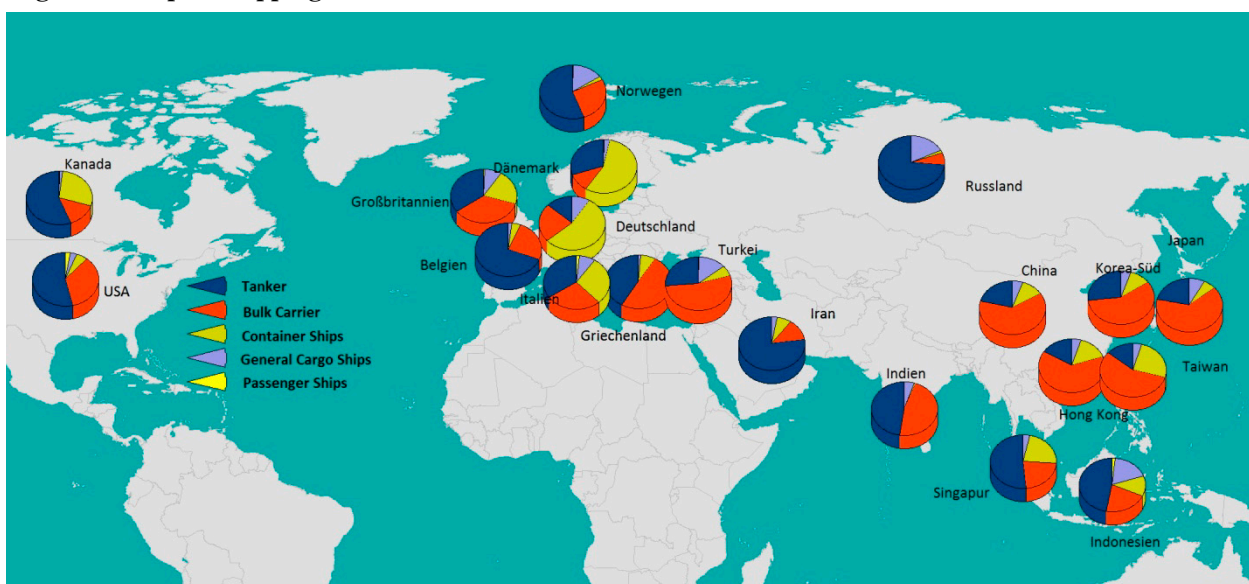 Norwegen
Kanada
Dänemark
Russland
Großbritannien
Deutschland
Japan
Turkei
Belgien
China
Korea-Süd
Tanker
USA
Italien
Bulk Carrier
Iran
Container Ships
Griechenland
General Cargo Ships
Taiwan
Indien
Passenger Ships
Hong Kong
Singapur
Indonesien